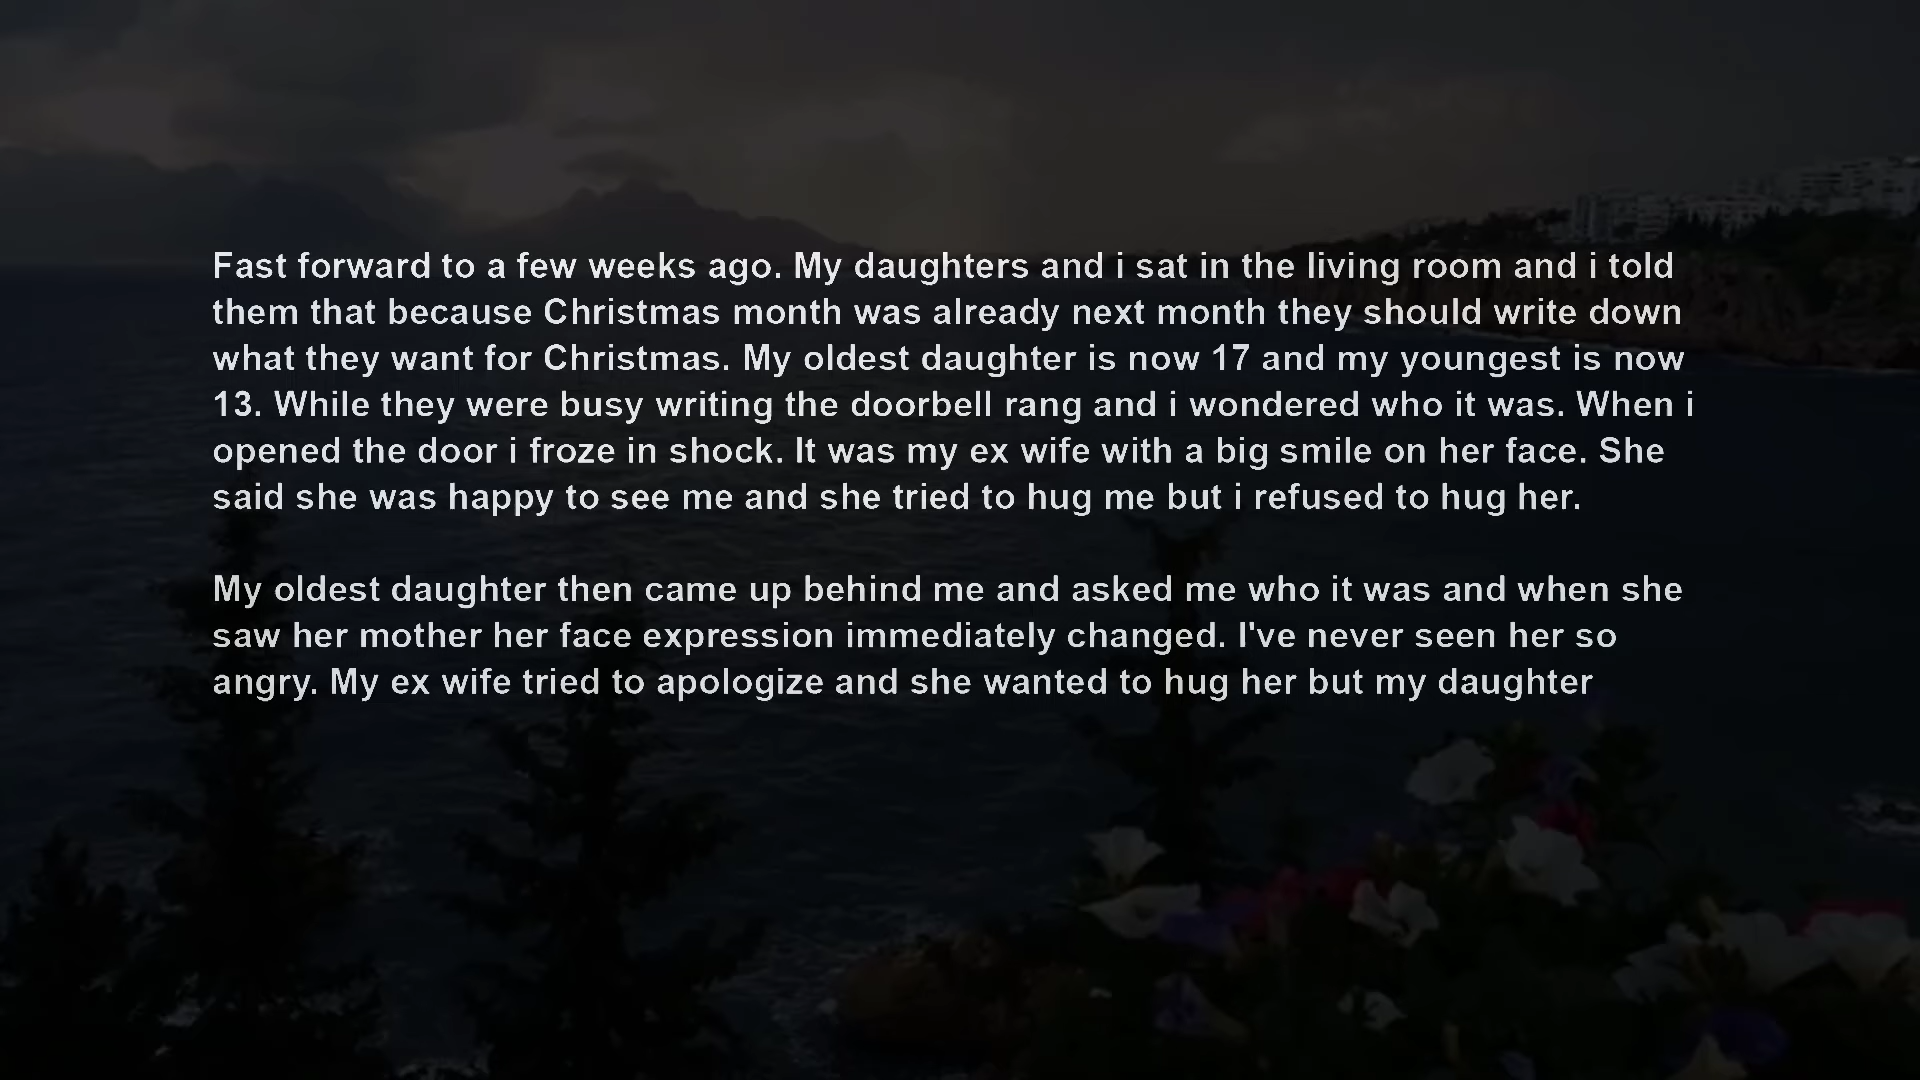 Fast forward to a few weeks ago. My daughters and i sat in the living room and i told
them that because Christmas month was already next month they should write down
what they want for Christmas. My oldest daughter is now 17 and my youngest is now
13. While they were busy writing the doorbell rang and i wondered who it was. When i
opened the door i froze in shock. It was my ex wife with a big smile on her face. She
said she was happy to see me and she tried to hug me but i refused to hug her.
My oldest daughter then came up behind me and asked me who it was and when she
saw her mother her face expression immediately changed. I've never seen her so
angry. My ex wife tried to apologize and she wanted to hug her but my daughter